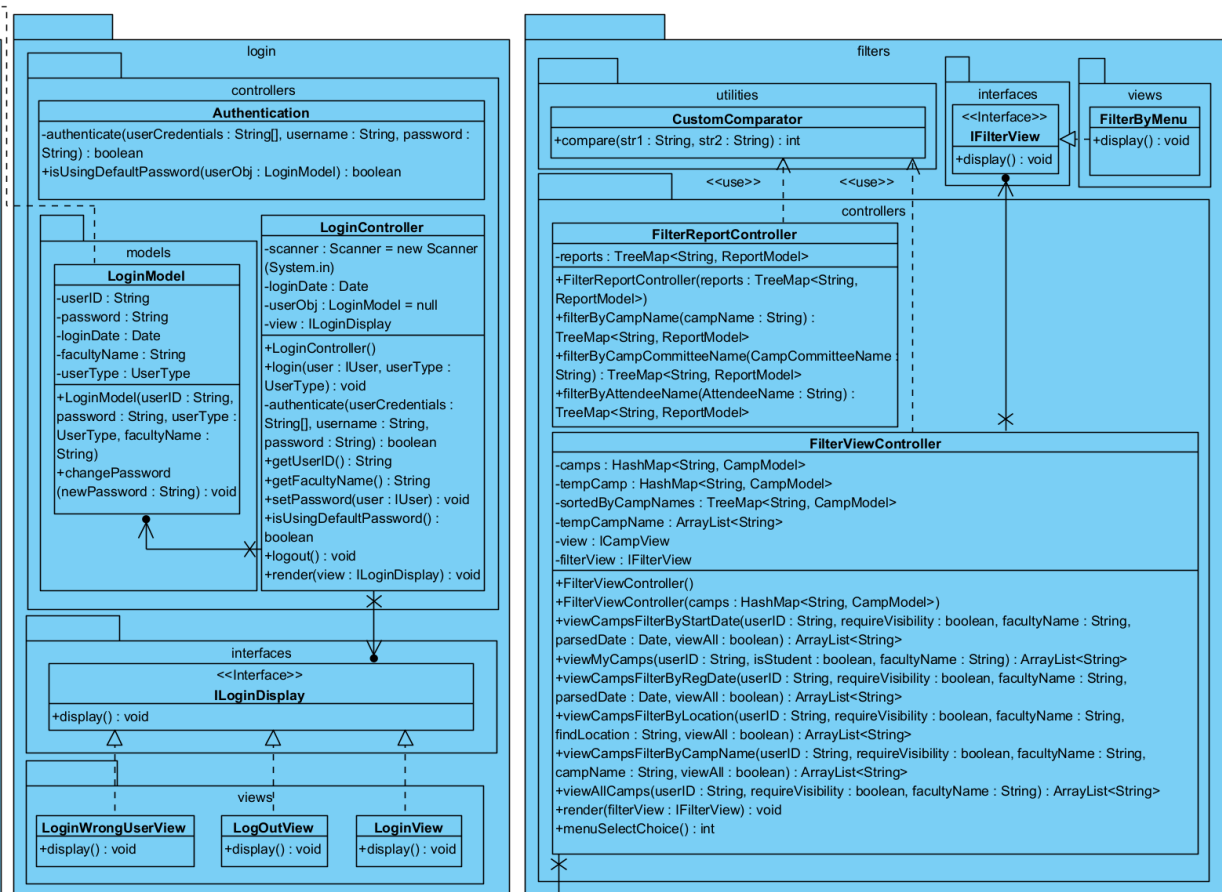 login
controllers
Authentication
-authenticate(userCredentials : String[], username : String, password :
String) : boolean
+isUsingDefaultPassword(userObj : LoginModel) : boolean
models
LoginModel
-userID : String
-password : String
-loginDate : Date
-facultyName : String
-userType : UserType
+LoginModel(userID : String,
password : String, userType :
UserType, facultyName :
String)
+changePassword
(newPassword : String) : void
LoginController
-scanner : Scanner = new Scanner
(System.in)
-loginDate : Date
-userObj : LoginModel = null
-view : ILoginDisplay
+LoginController()
+login(user : IUser, userType :
UserType) : void
-authenticate(userCredentials :
String[], username : String,
password : String) : boolean
+getUserID() : String
+getFacultyName() : String
+setPassword(user : IUser) : void
+isUsingDefaultPassword() :
boolean
+logout() : void
+render(view : ILoginDisplay) : void
interfaces
<<Interface>>
ILoginDisplay
+display() : void
views
LoginWrongUserView
+display() : void
LogOutView
+display() : void
LoginView
+display() : void
filters
utilities
CustomComparator
+compare(str1 : String, str2 : String) : int
interfaces
<<Interface>>
IFilterView
+display() : void
views
FilterByMenu
+display() : void
<<use>>
<<use>>
controllers
FilterReportController
-reports : TreeMap<String, ReportModel>
+FilterReportController(reports : TreeMap<String,
ReportModel>)
+filterByCampName(campName : String) :
TreeMap<String, ReportModel>
+filterByCampCommitteeName(CampCommitteeName :
String) : TreeMap<String, ReportModel>
+filterByAttendeeName(AttendeeName : String) :
TreeMap<String, ReportModel>
FilterViewController
-camps : HashMap<String, CampModel>
-tempCamp : HashMap<String, CampModel>
-sortedByCampNames : TreeMap<String, CampModel>
-tempCampName : ArrayList<String>
-view : ICampView
-filterView : IFilterView
+FilterViewController()
+FilterViewController(camps : HashMap<String, CampModel>)
+viewCampsFilterByStartDate(userID : String, requireVisibility : boolean, facultyName : String,
parsedDate : Date, viewAll : boolean) : ArrayList<String>
+viewMyCamps(userID : String, isStudent : boolean, facultyName : String) : ArrayList<String>
+viewCampsFilterByRegDate(userID : String, requireVisibility : boolean, facultyName : String,
parsedDate : Date, viewAll : boolean) : ArrayList<String>
+viewCampsFilterByLocation(userID : String, requireVisibility : boolean, facultyName : String,
findLocation : String, viewAll : boolean) : ArrayList<String>
+viewCampsFilterByCampName(userID : String, requireVisibility : boolean, facultyName : String,
campName : String, viewAll : boolean) : ArrayList<String>
+viewAllCamps(userID : String, requireVisibility : boolean, facultyName : String) : ArrayList<String>
+render(filterView : IFilterView) : void
+menuSelectChoice() : int